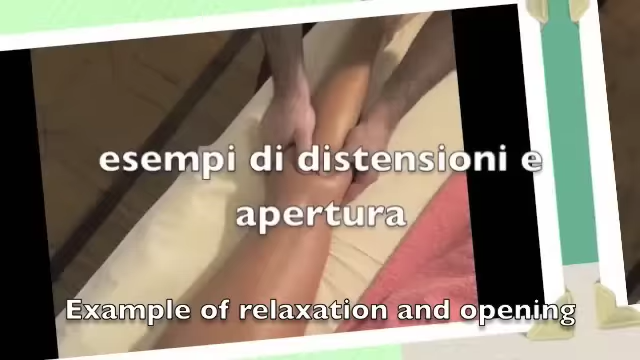 esempi di distensioni e
apertura
Example of relaxation and opening